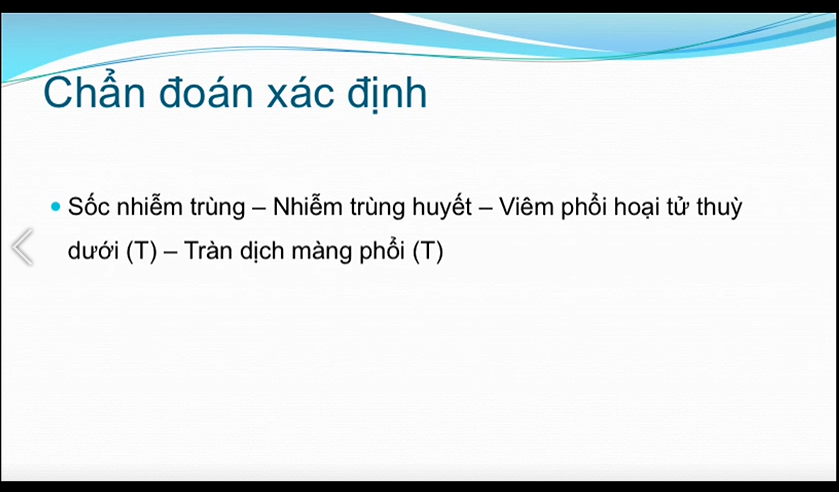 Chẩn đoán xác định
• Sốc nhiễm trùng – Nhiễm trùng huyết – Viêm phổi hoại tử thuỳ
dưới (T) – Tràn dịch màng phổi (T)